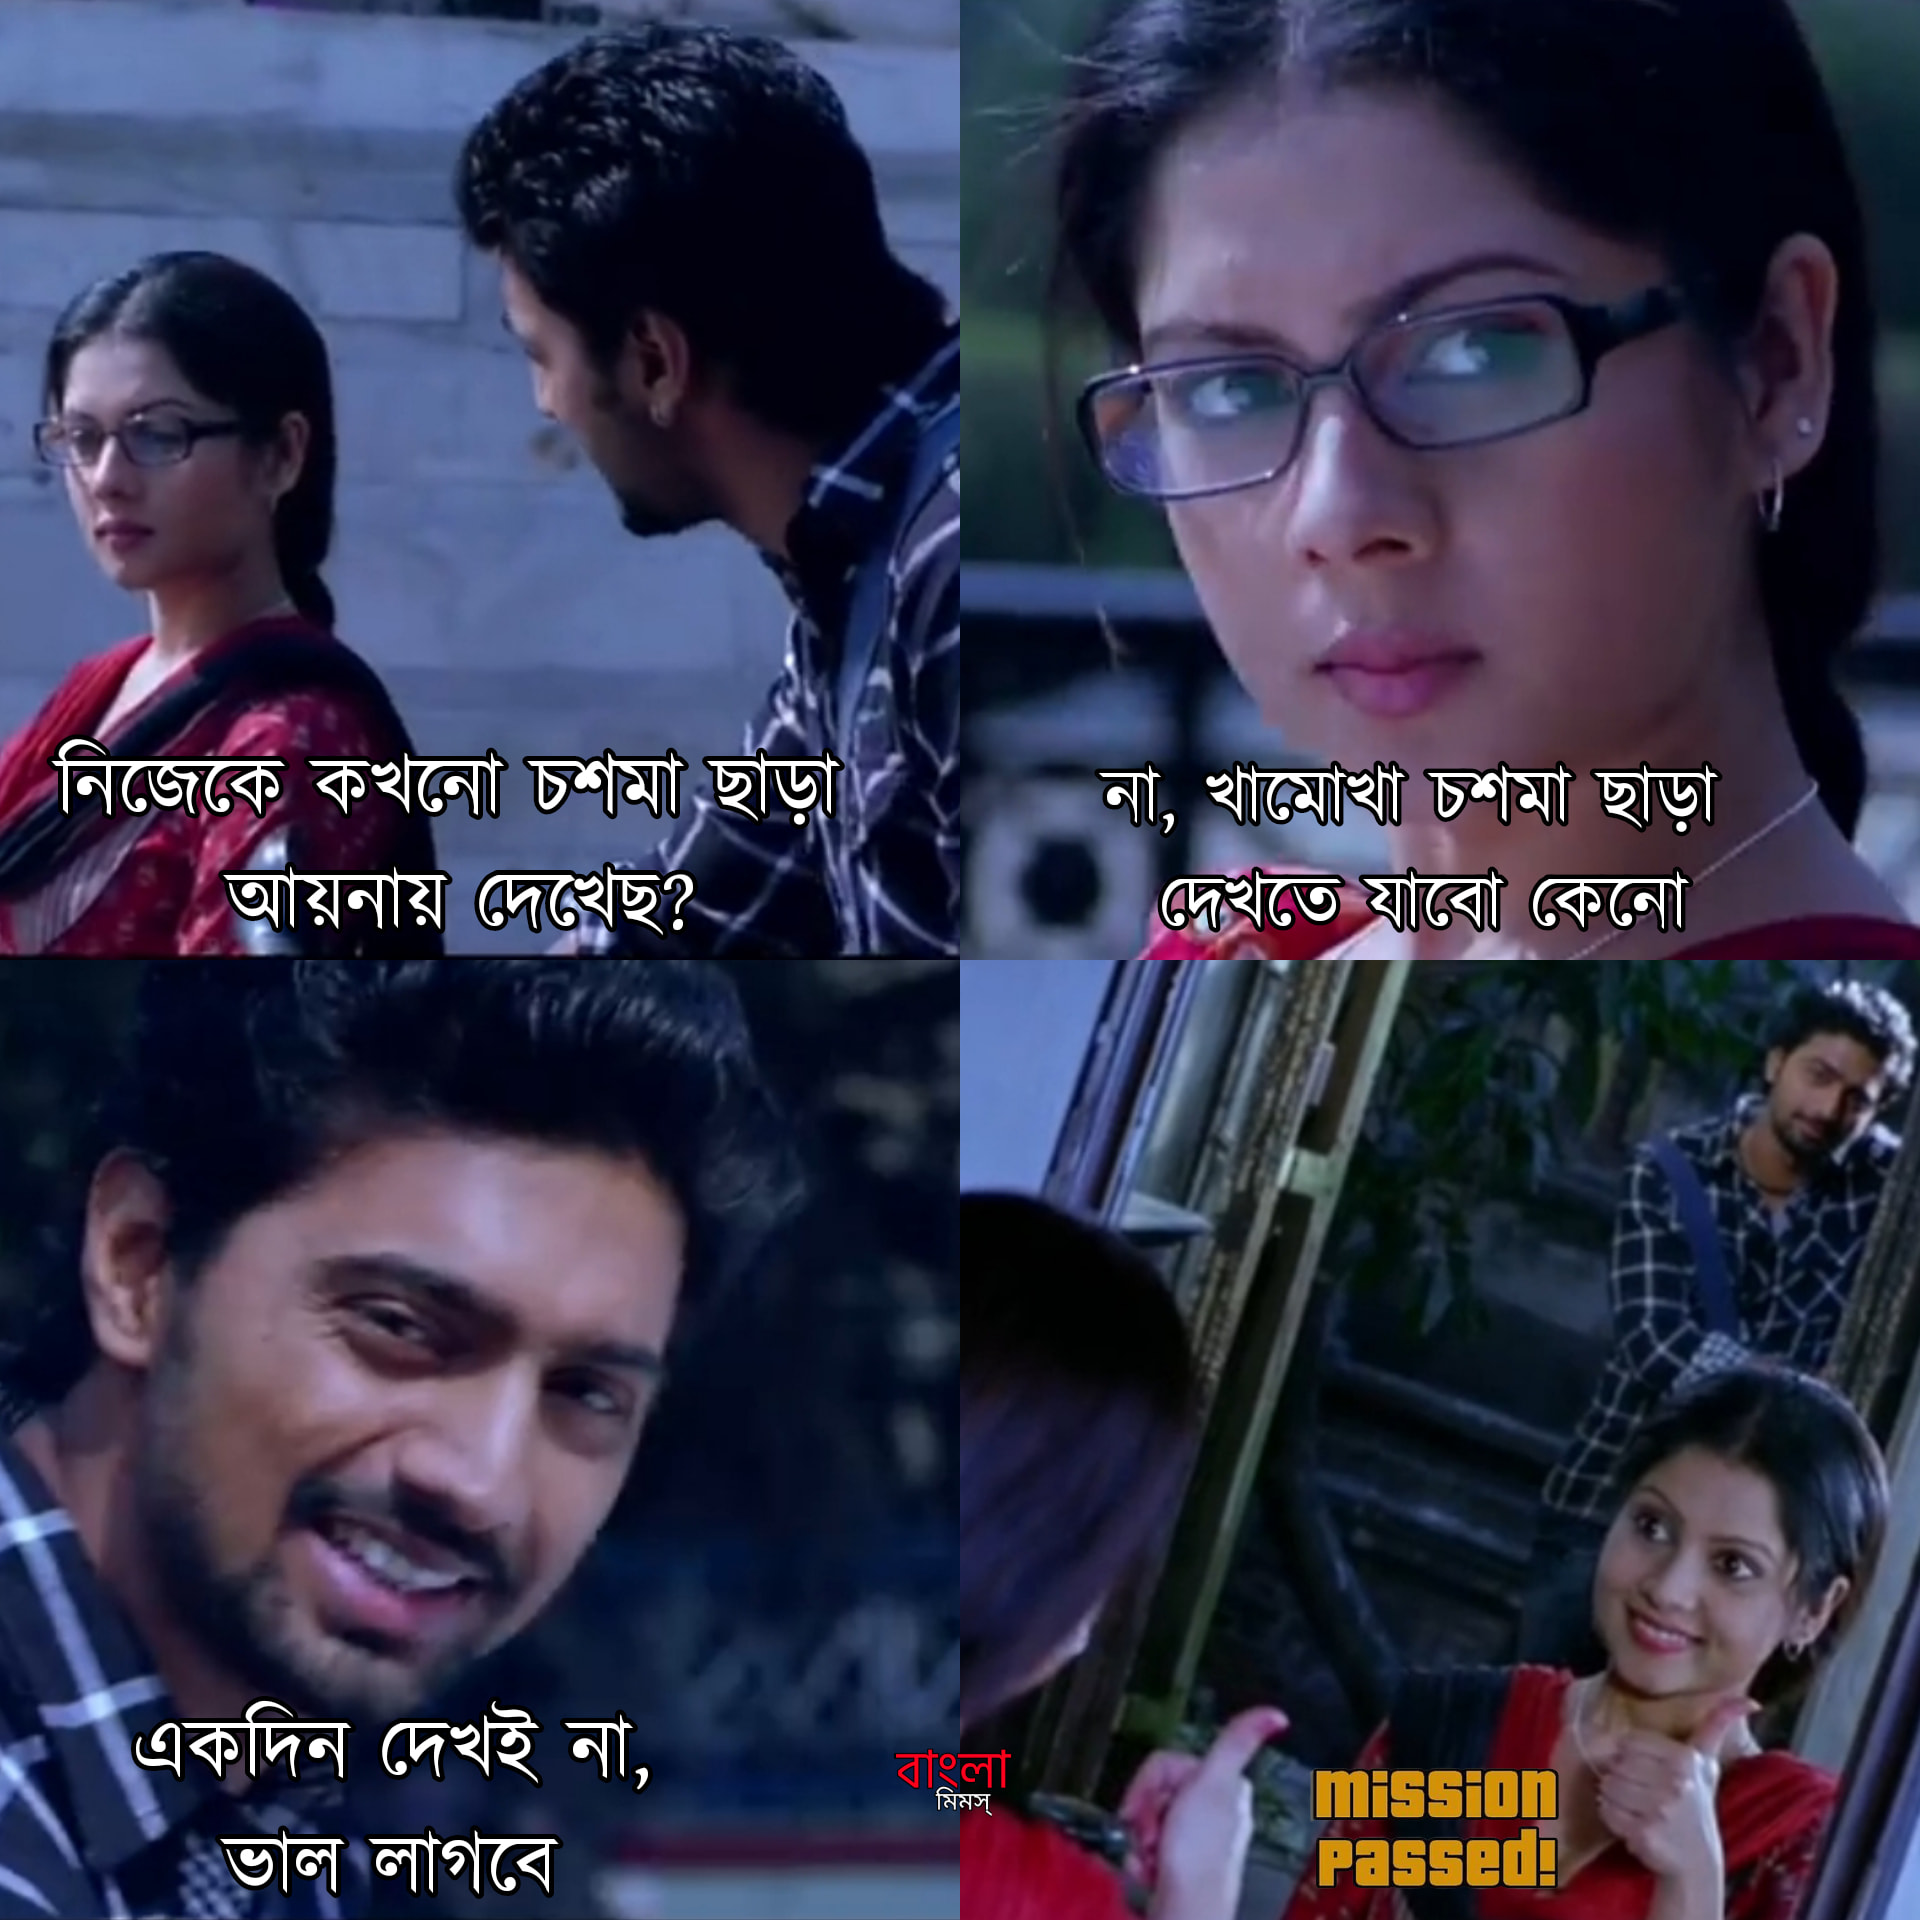 নিজেকে কখনো চশমা ছাড়া
আয়নায় দেখেছ?
না, খামোখা চশমা ছাড়া
দেখতে যাবো কেনো
একদিন দেখই না,
ভাল লাগবে
বাংলা
মিমস্
mission
passed!